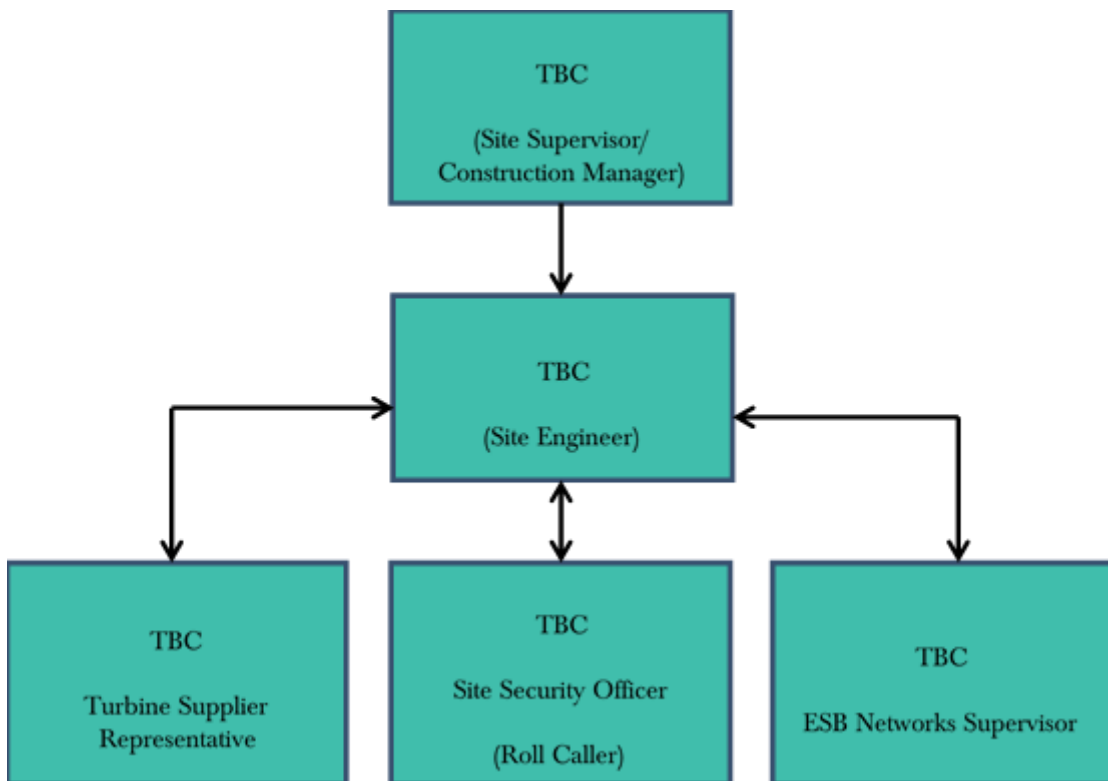 TBC
(Site Supervisor/
Construction Manager)
TBC
(Site Engineer)
TBC
Turbine Supplier
Representative
TBC
Site Security Officer
(Roll Caller)
TBC
ESB Networks Supervisor